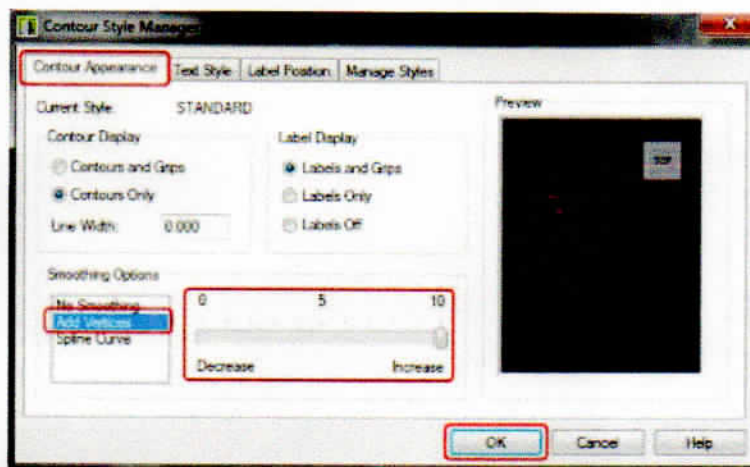 Contour Style Manager
Contour Appearance Text Style Label Position Manage Styles
Current Style: STANDARD
Preview
Contour Display
Label Display
Contours and Grips
Labels and Grips
Contours Only
Labels Only
Line Width: 0.000
Labels Off
Smoothing Options
No Smoothing
Add Vertices
Spline Curve
0 5 10
Decrease Increase
OK Cancel Help